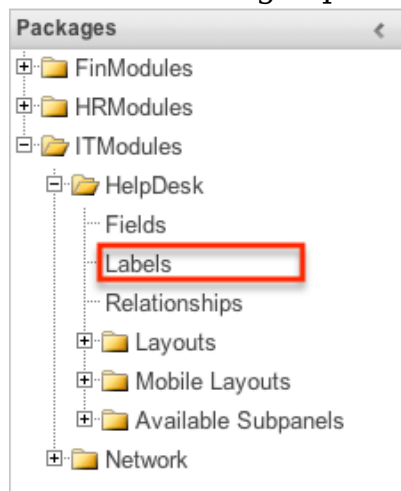 Packages
FinModules
HRModules
ITModules
HelpDesk
Fields
Labels
Relationships
Layouts
Mobile Layouts
Available Subpanels
Network